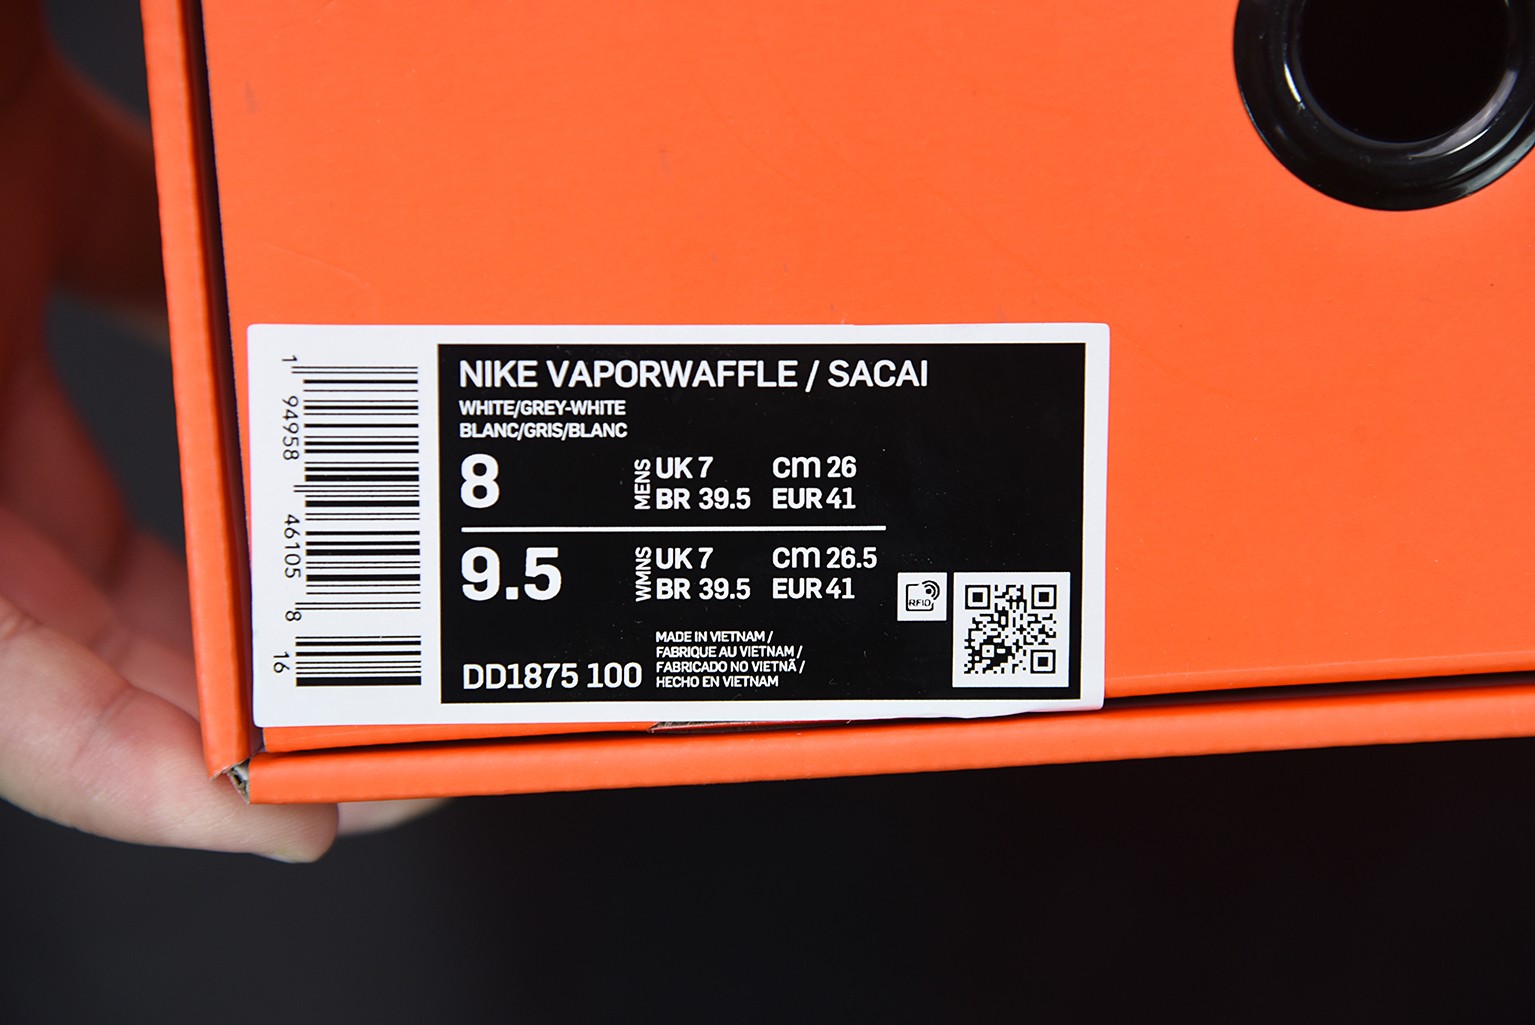 NIKE VAPORWAFFLE / SACAI
WHITE/GREY-WHITE
BLANC/GRIS/BLANC
8
MENS
UK 7 cm 26
BR 39.5 EUR 41
9.5
WMNS
UK 7 cm 26.5
BR 39.5 EUR 41
RFID
DD1875 100
MADE IN VIETNAM /
FABRIQUE AU VIETNAM /
FABRICADO NO VIETNÃ /
HECHO EN VIETNAM
1 94958 46105 8 16